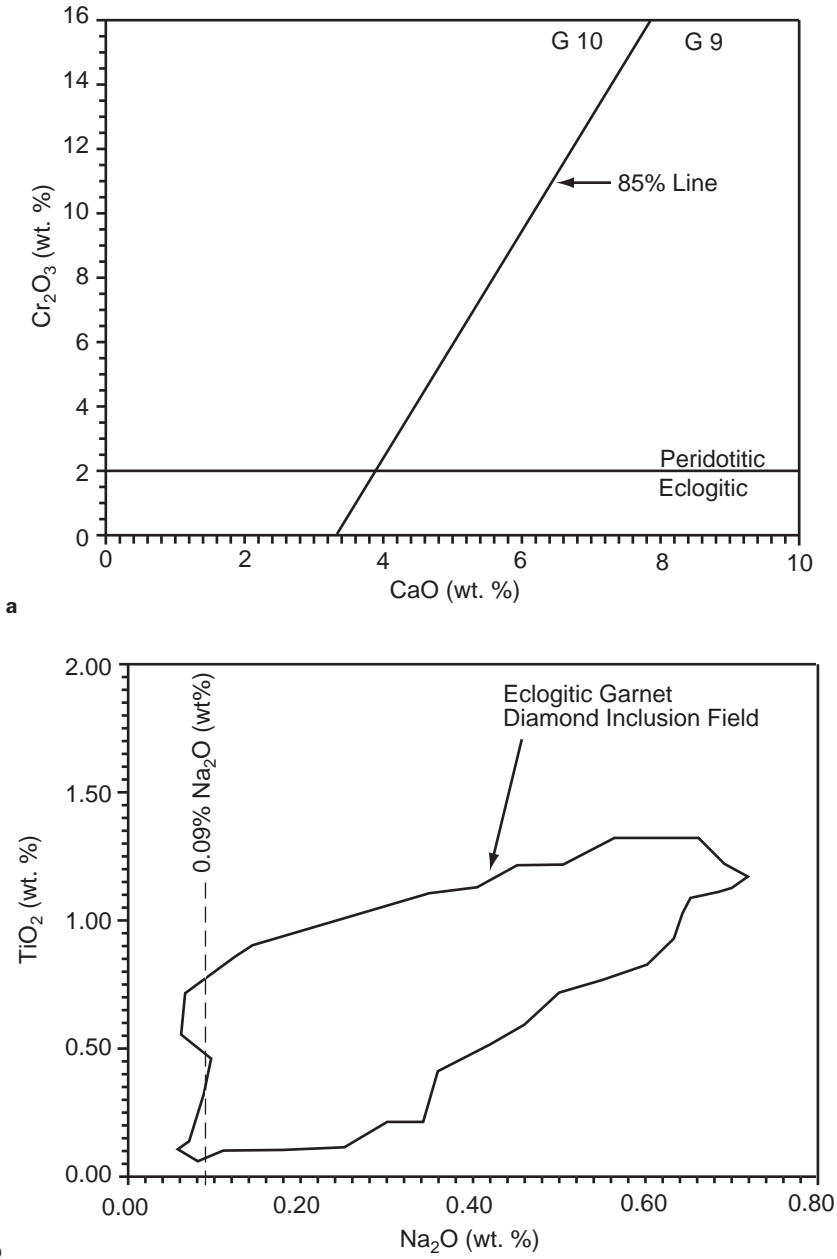 16
14
12
10
8
6
4
2
0
Cr₂O₃ (wt. %)
G 10
G 9
85% Line
Peridotitic
Eclogitic
0 2 4 6 8 10
CaO (wt. %)
a
2.00
1.50
1.00
0.50
0.00
TiO₂ (wt. %)
0.09% Na₂O (wt%)
Eclogitic Garnet
Diamond Inclusion Field
0.00 0.20 0.40 0.60 0.80
Na₂O (wt. %)